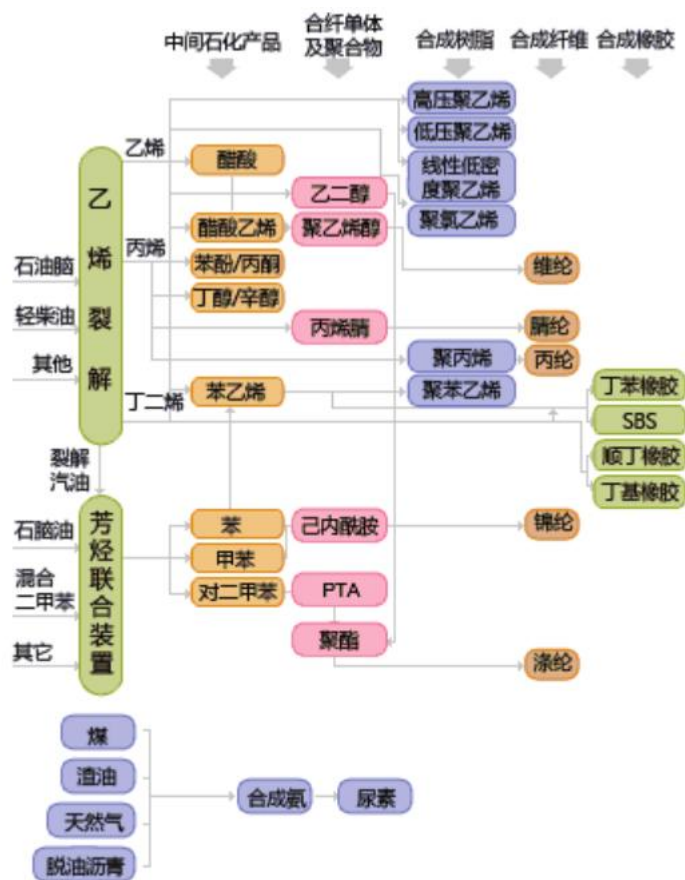 中间石化产品
合纤单体
及聚合物
合成树脂
合成纤维
合成橡胶
高压聚乙烯
低压聚乙烯
乙烯
醋酸
线性低密
度聚乙烯
乙烯裂解
乙二醇
聚氯乙烯
醋酸乙烯
聚乙烯醇
丙烯
石油脑
苯酚/丙酮
维纶
丁醇/辛醇
轻柴油
丙烯腈
腈纶
其他
聚丙烯
丙纶
丁二烯
苯乙烯
聚苯乙烯
丁苯橡胶
SBS
裂解
汽油
顺丁橡胶
丁基橡胶
芳烃联合装置
石脑油
苯
己内酰胺
锦纶
甲苯
混合
二甲苯
对二甲苯
PTA
聚酯
其它
涤纶
煤
渣油
合成氨
尿素
天然气
脱油沥青